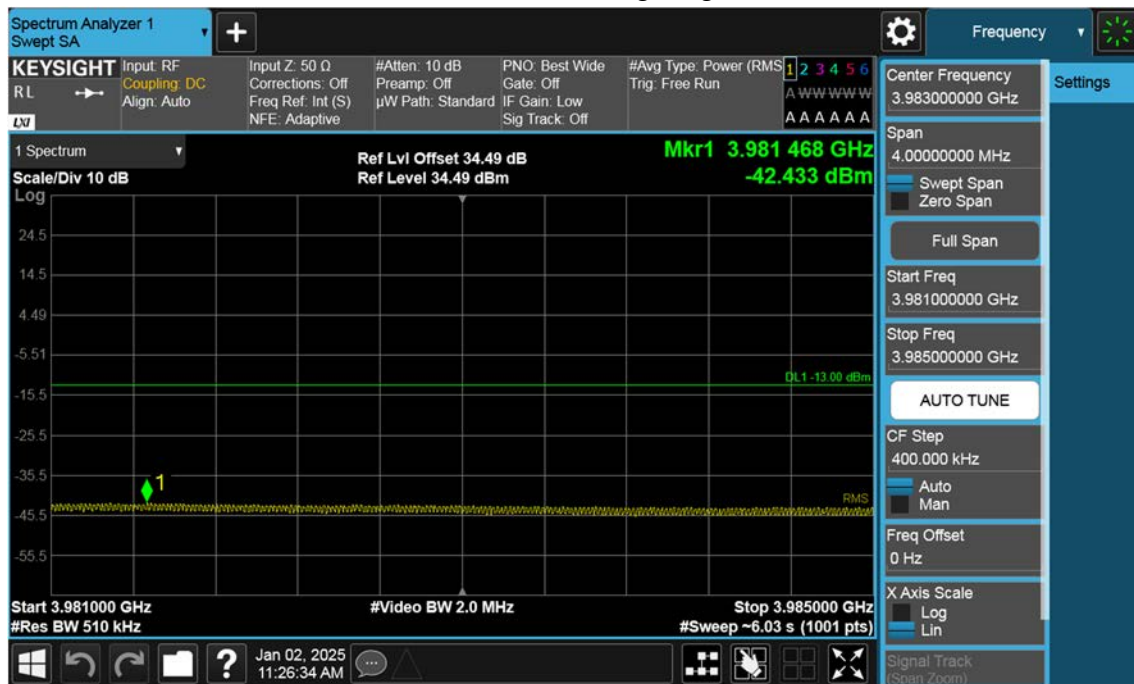 Spectrum Analyzer 1
Swept SA
+
Frequency
KEYSIGHT
RL
LXI
Input: RF
Coupling: DC
Align: Auto
Input Z: 50 Ω
Corrections: Off
Freq Ref: Int (S)
NFE: Adaptive
#Atten: 10 dB
Preamp: Off
µW Path: Standard
PNO: Best Wide
Gate: Off
IF Gain: Low
Sig Track: Off
#Avg Type: Power (RMS
Trig: Free Run
1 2 3 4 5 6
A W W W W W
A A A A A A
1 Spectrum
Scale/Div 10 dB
Ref Lvl Offset 34.49 dB
Ref Level 34.49 dBm
Mkr1 3.981 468 GHz
-42.433 dBm
Log
24.5
14.5
4.49
-5.51
DL1 -13.00 dBm
-15.5
-25.5
-35.5
1
RMS
-45.5
-55.5
Start 3.981000 GHz
#Video BW 2.0 MHz
Stop 3.985000 GHz
#Res BW 510 kHz
#Sweep ~6.03 s (1001 pts)
?
Jan 02, 2025
11:26:34 AM
Center Frequency
3.983000000 GHz
Span
4.00000000 MHz
Swept Span
Zero Span
Full Span
Start Freq
3.981000000 GHz
Stop Freq
3.985000000 GHz
AUTO TUNE
CF Step
400.000 kHz
Auto
Man
Freq Offset
0 Hz
X Axis Scale
Log
Lin
Signal Track
(Span Zoom)
Settings